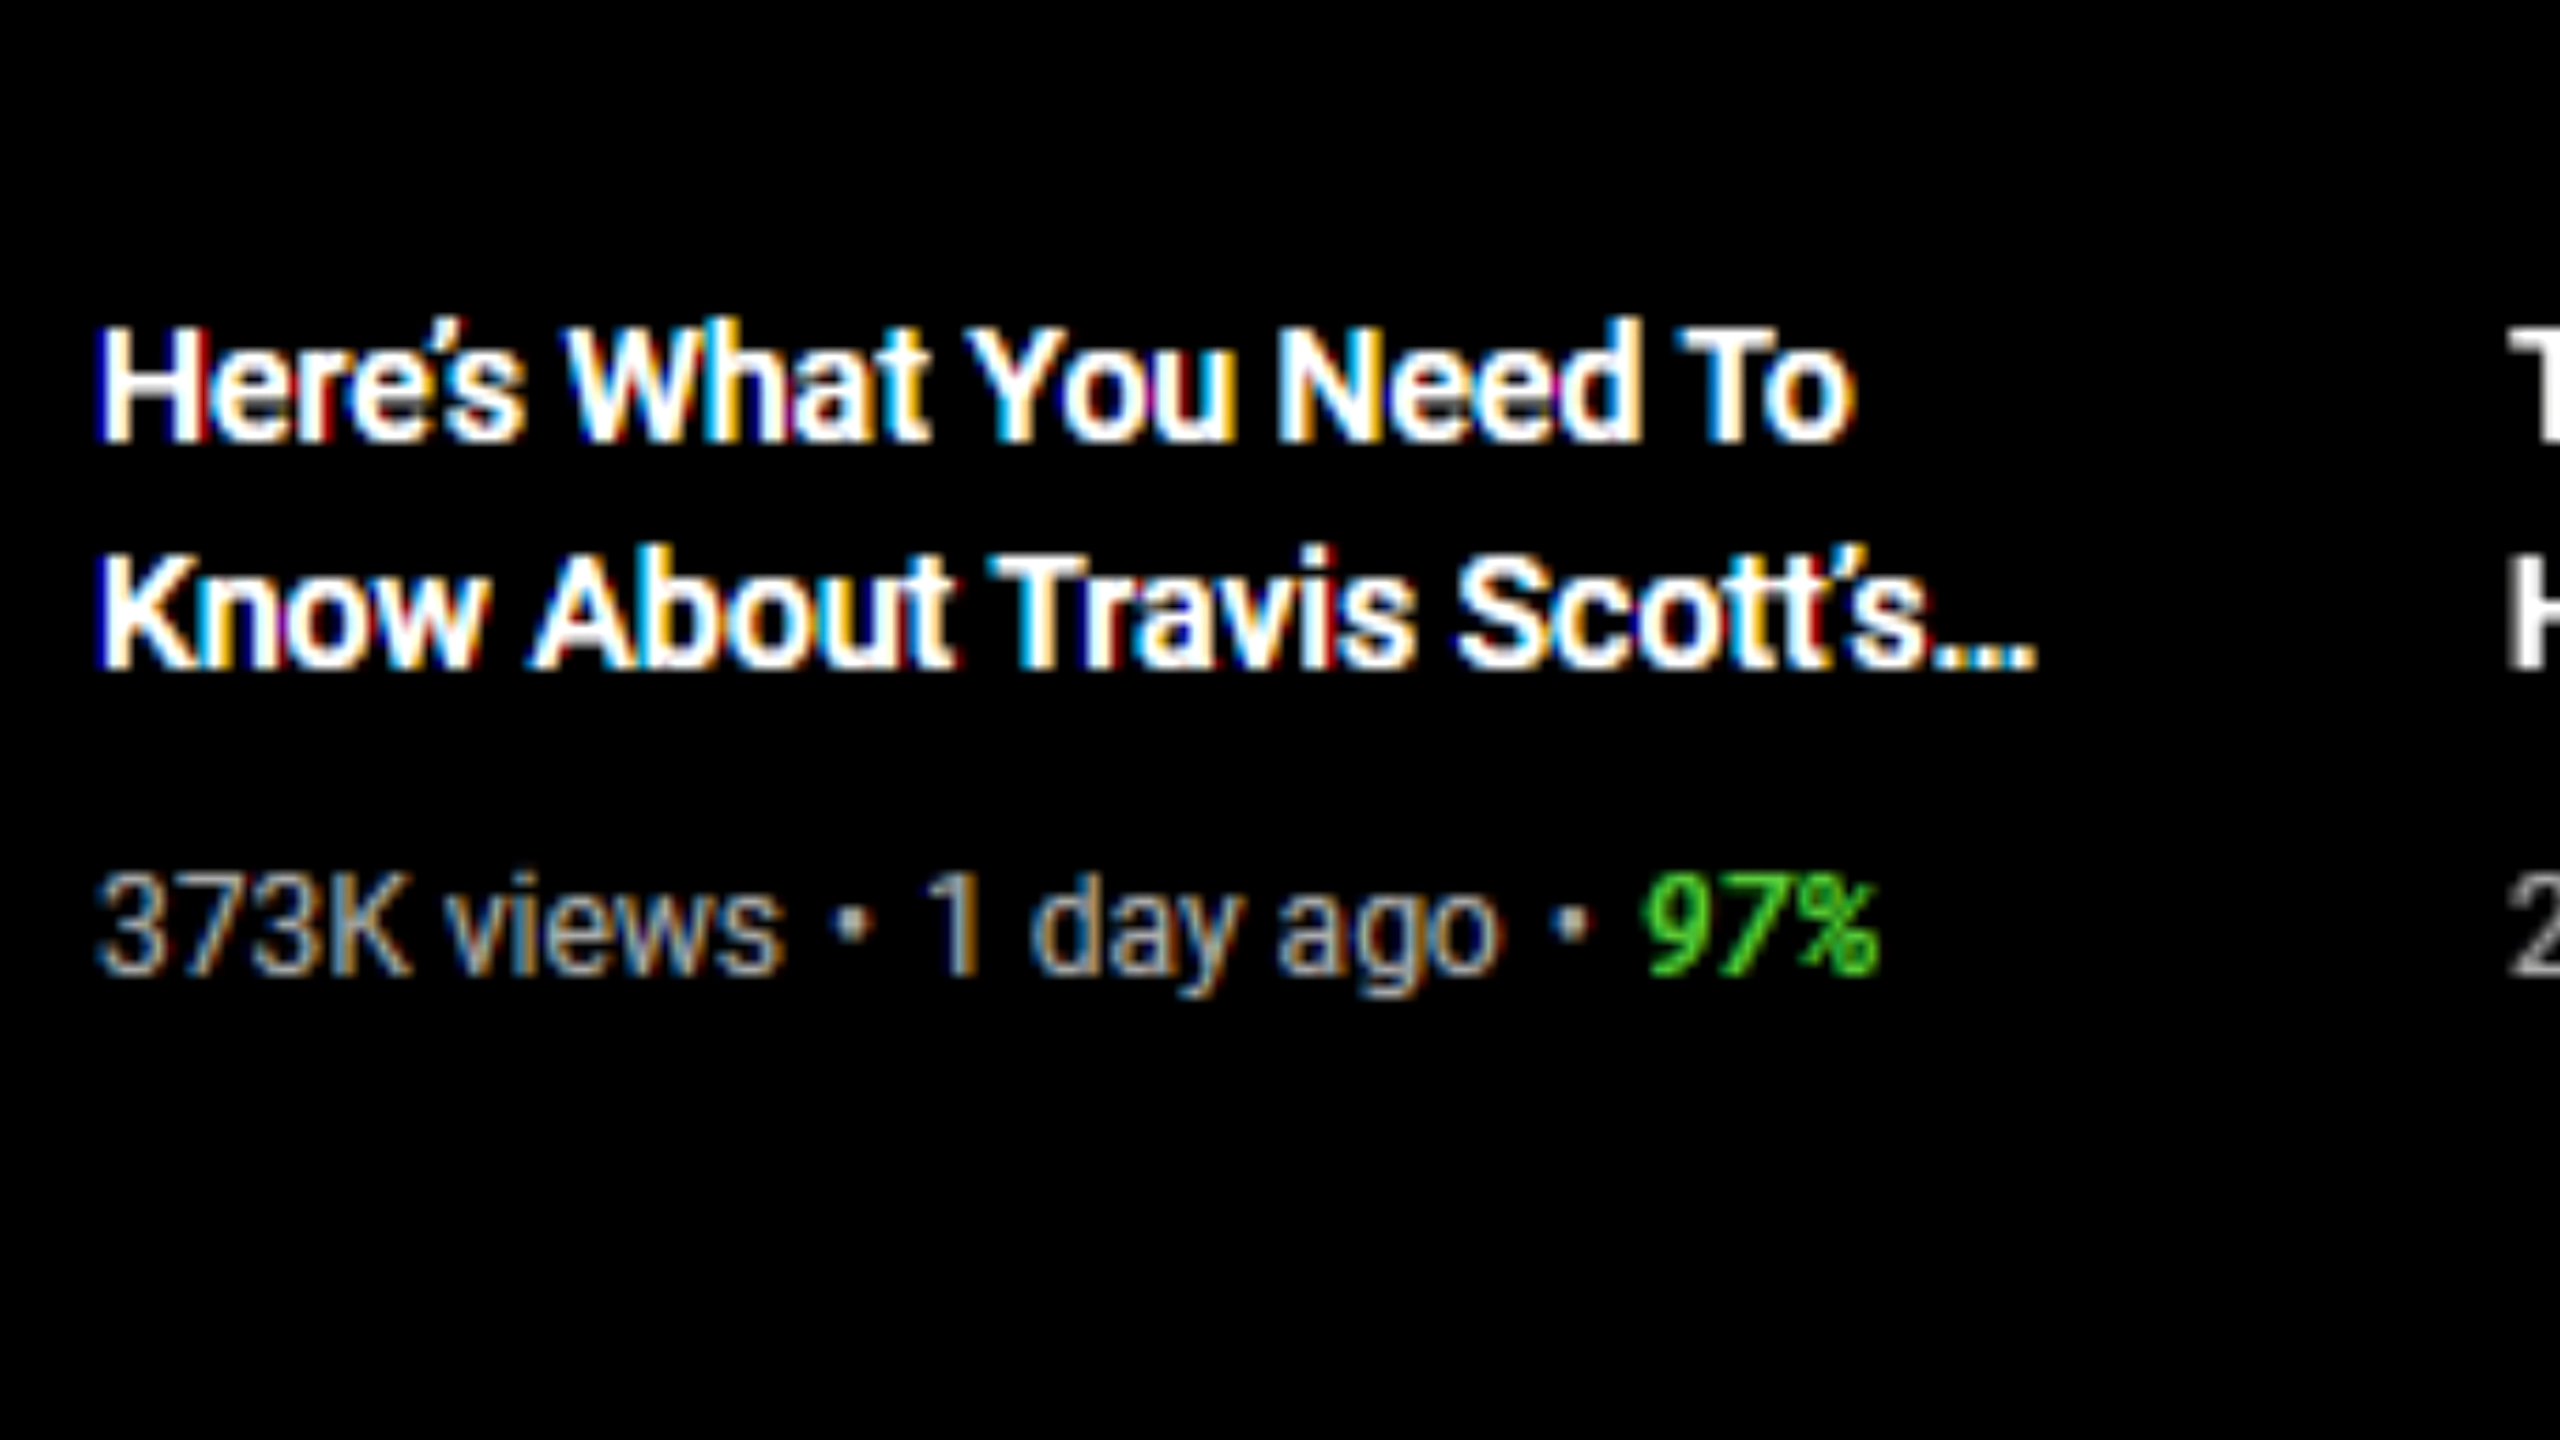 Here’s What You Need To
Know About Travis Scott’s...
373K views • 1 day ago • 97%